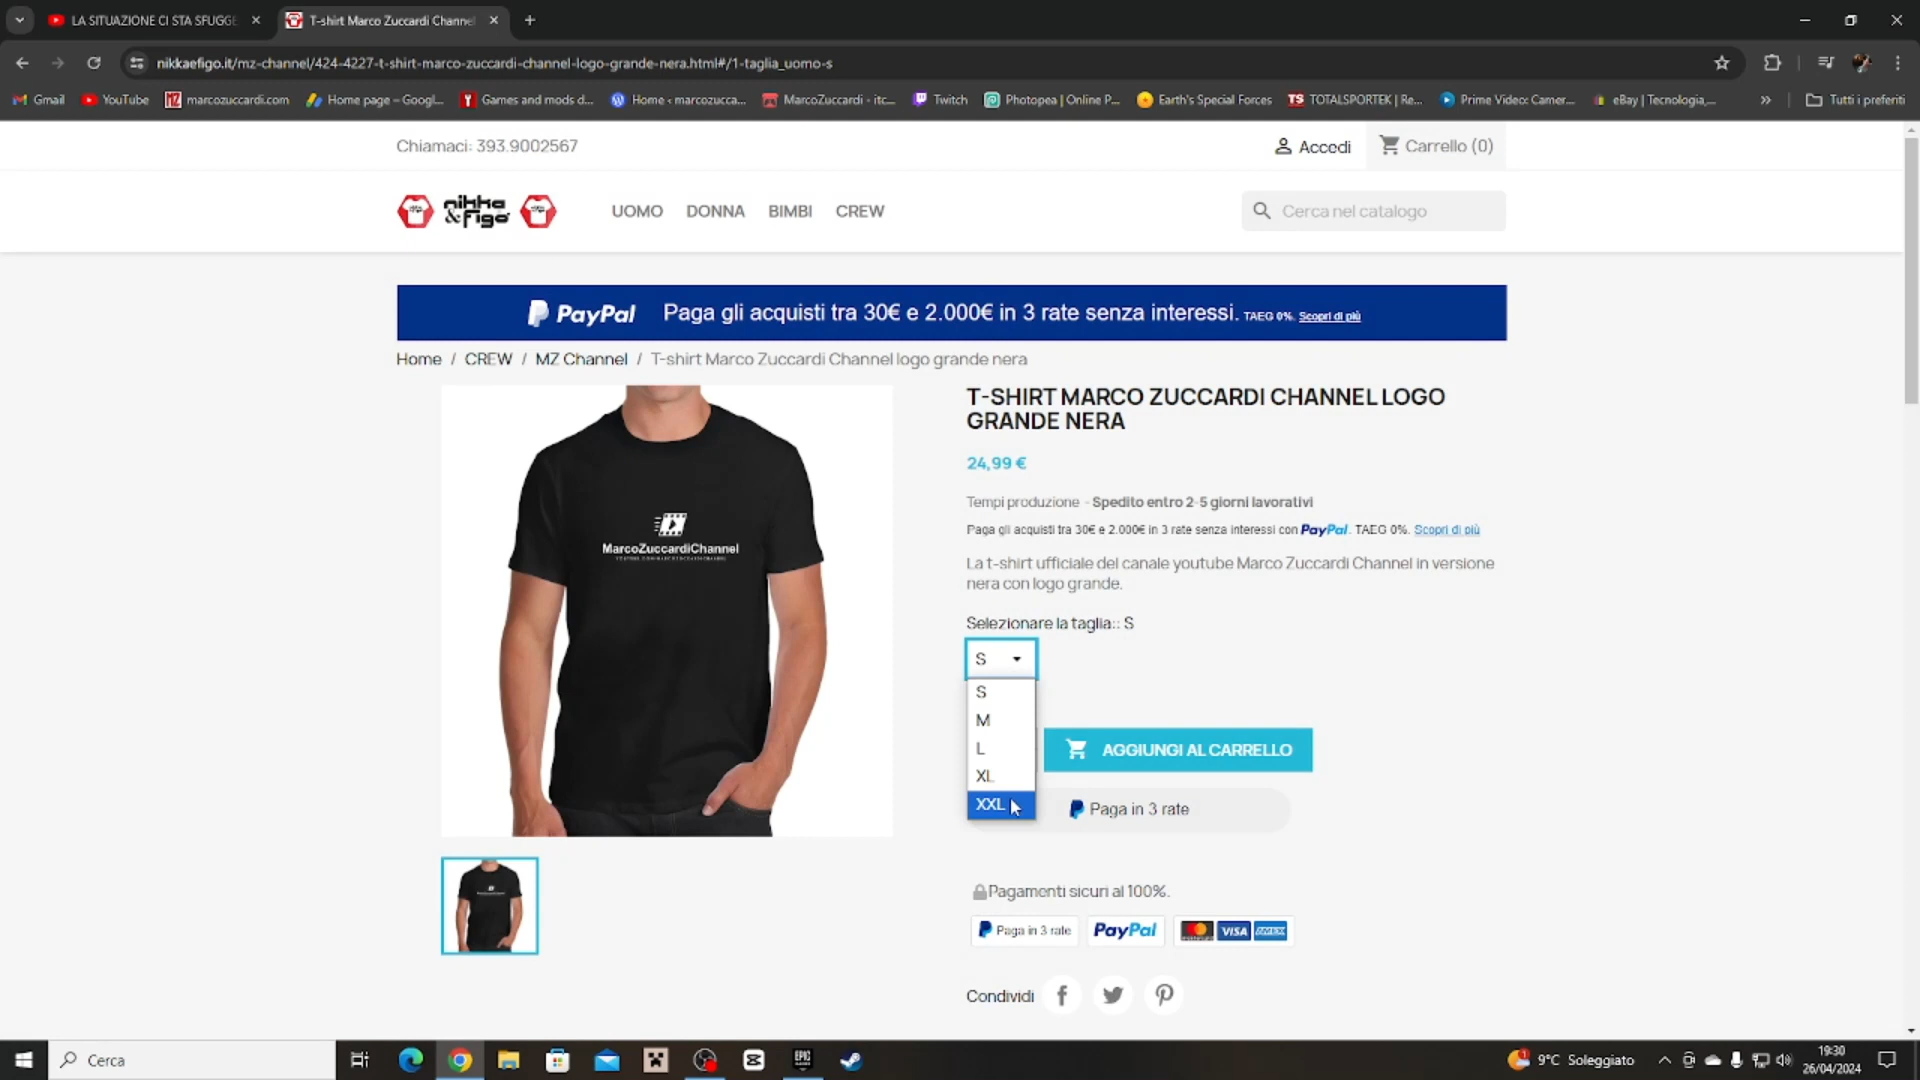 LA SITUAZIONE CI STA SFUGGE
T-shirt Marco Zuccardi Channel
nikkaefigo.it/mz-channel/424-4227-t-shirt-marco-zuccardi-channel-logo-grande-nera.html#/1-taglia_uomo-s
Gmail YouTube marcozuccardi.com Home page – Googl... Games and mods d... Home ‹ marcozucca... MarcoZuccardi - itc... Twitch Photopea | Online P... Earth's Special Forces TOTALSPORTEK | Re... Prime Video: Camer... eBay | Tecnologia,... » Tutti i preferiti
Chiamaci: 393.9002567
Accedi Carrello (0)
nikka
&Figo
UOMO DONNA BIMBI CREW
Cerca nel catalogo
PayPal Paga gli acquisti tra 30€ e 2.000€ in 3 rate senza interessi. TAEG 0%. Scopri di più
Home / CREW / MZ Channel / T-shirt Marco Zuccardi Channel logo grande nera
MarcoZuccardiChannel
T-SHIRT MARCO ZUCCARDI CHANNEL LOGO
GRANDE NERA
24,99 €
Tempi produzione - Spedito entro 2-5 giorni lavorativi
Paga gli acquisti tra 30€ e 2.000€ in 3 rate senza interessi con PayPal. TAEG 0%. Scopri di più
La t-shirt ufficiale del canale youtube Marco Zuccardi Channel in versione
nera con logo grande.
Selezionare la taglia:: S
S
S
M
L
XL
XXL
AGGIUNGI AL CARRELLO
Paga in 3 rate
Pagamenti sicuri al 100%.
Paga in 3 rate PayPal VISA AMEX
Condividi
Cerca
EPIC
9°C Soleggiato
19:30
26/04/2024